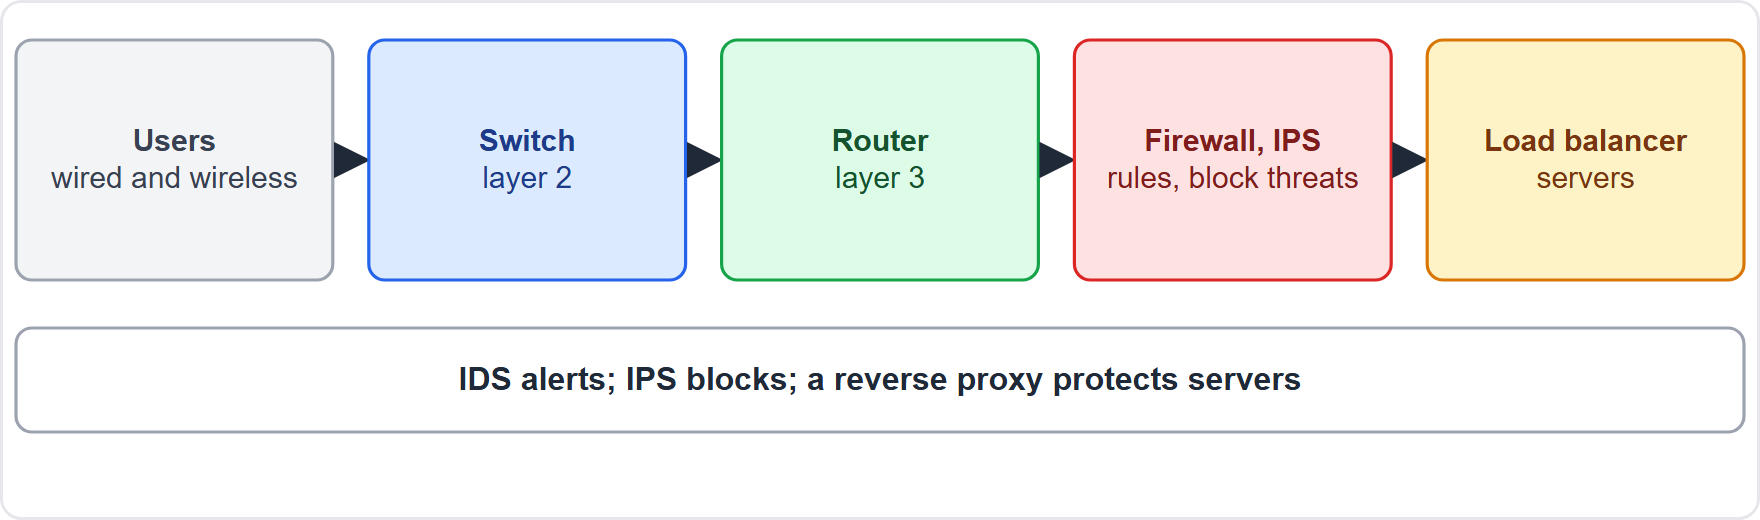 Users
wired and wireless
Switch
layer 2
Router
layer 3
Firewall, IPS
rules, block threats
Load balancer
servers
IDS alerts; IPS blocks; a reverse proxy protects servers